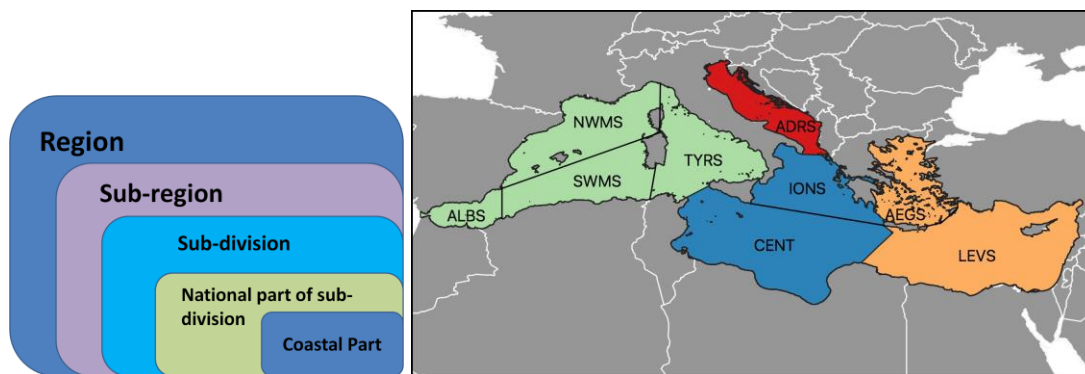 Region
Sub-region
Sub-division
National part of sub-
division
Coastal Part
NWMS
SWMS
TYRS
ALBS
ADRS
IONS
CENT
AEGS
LEVS